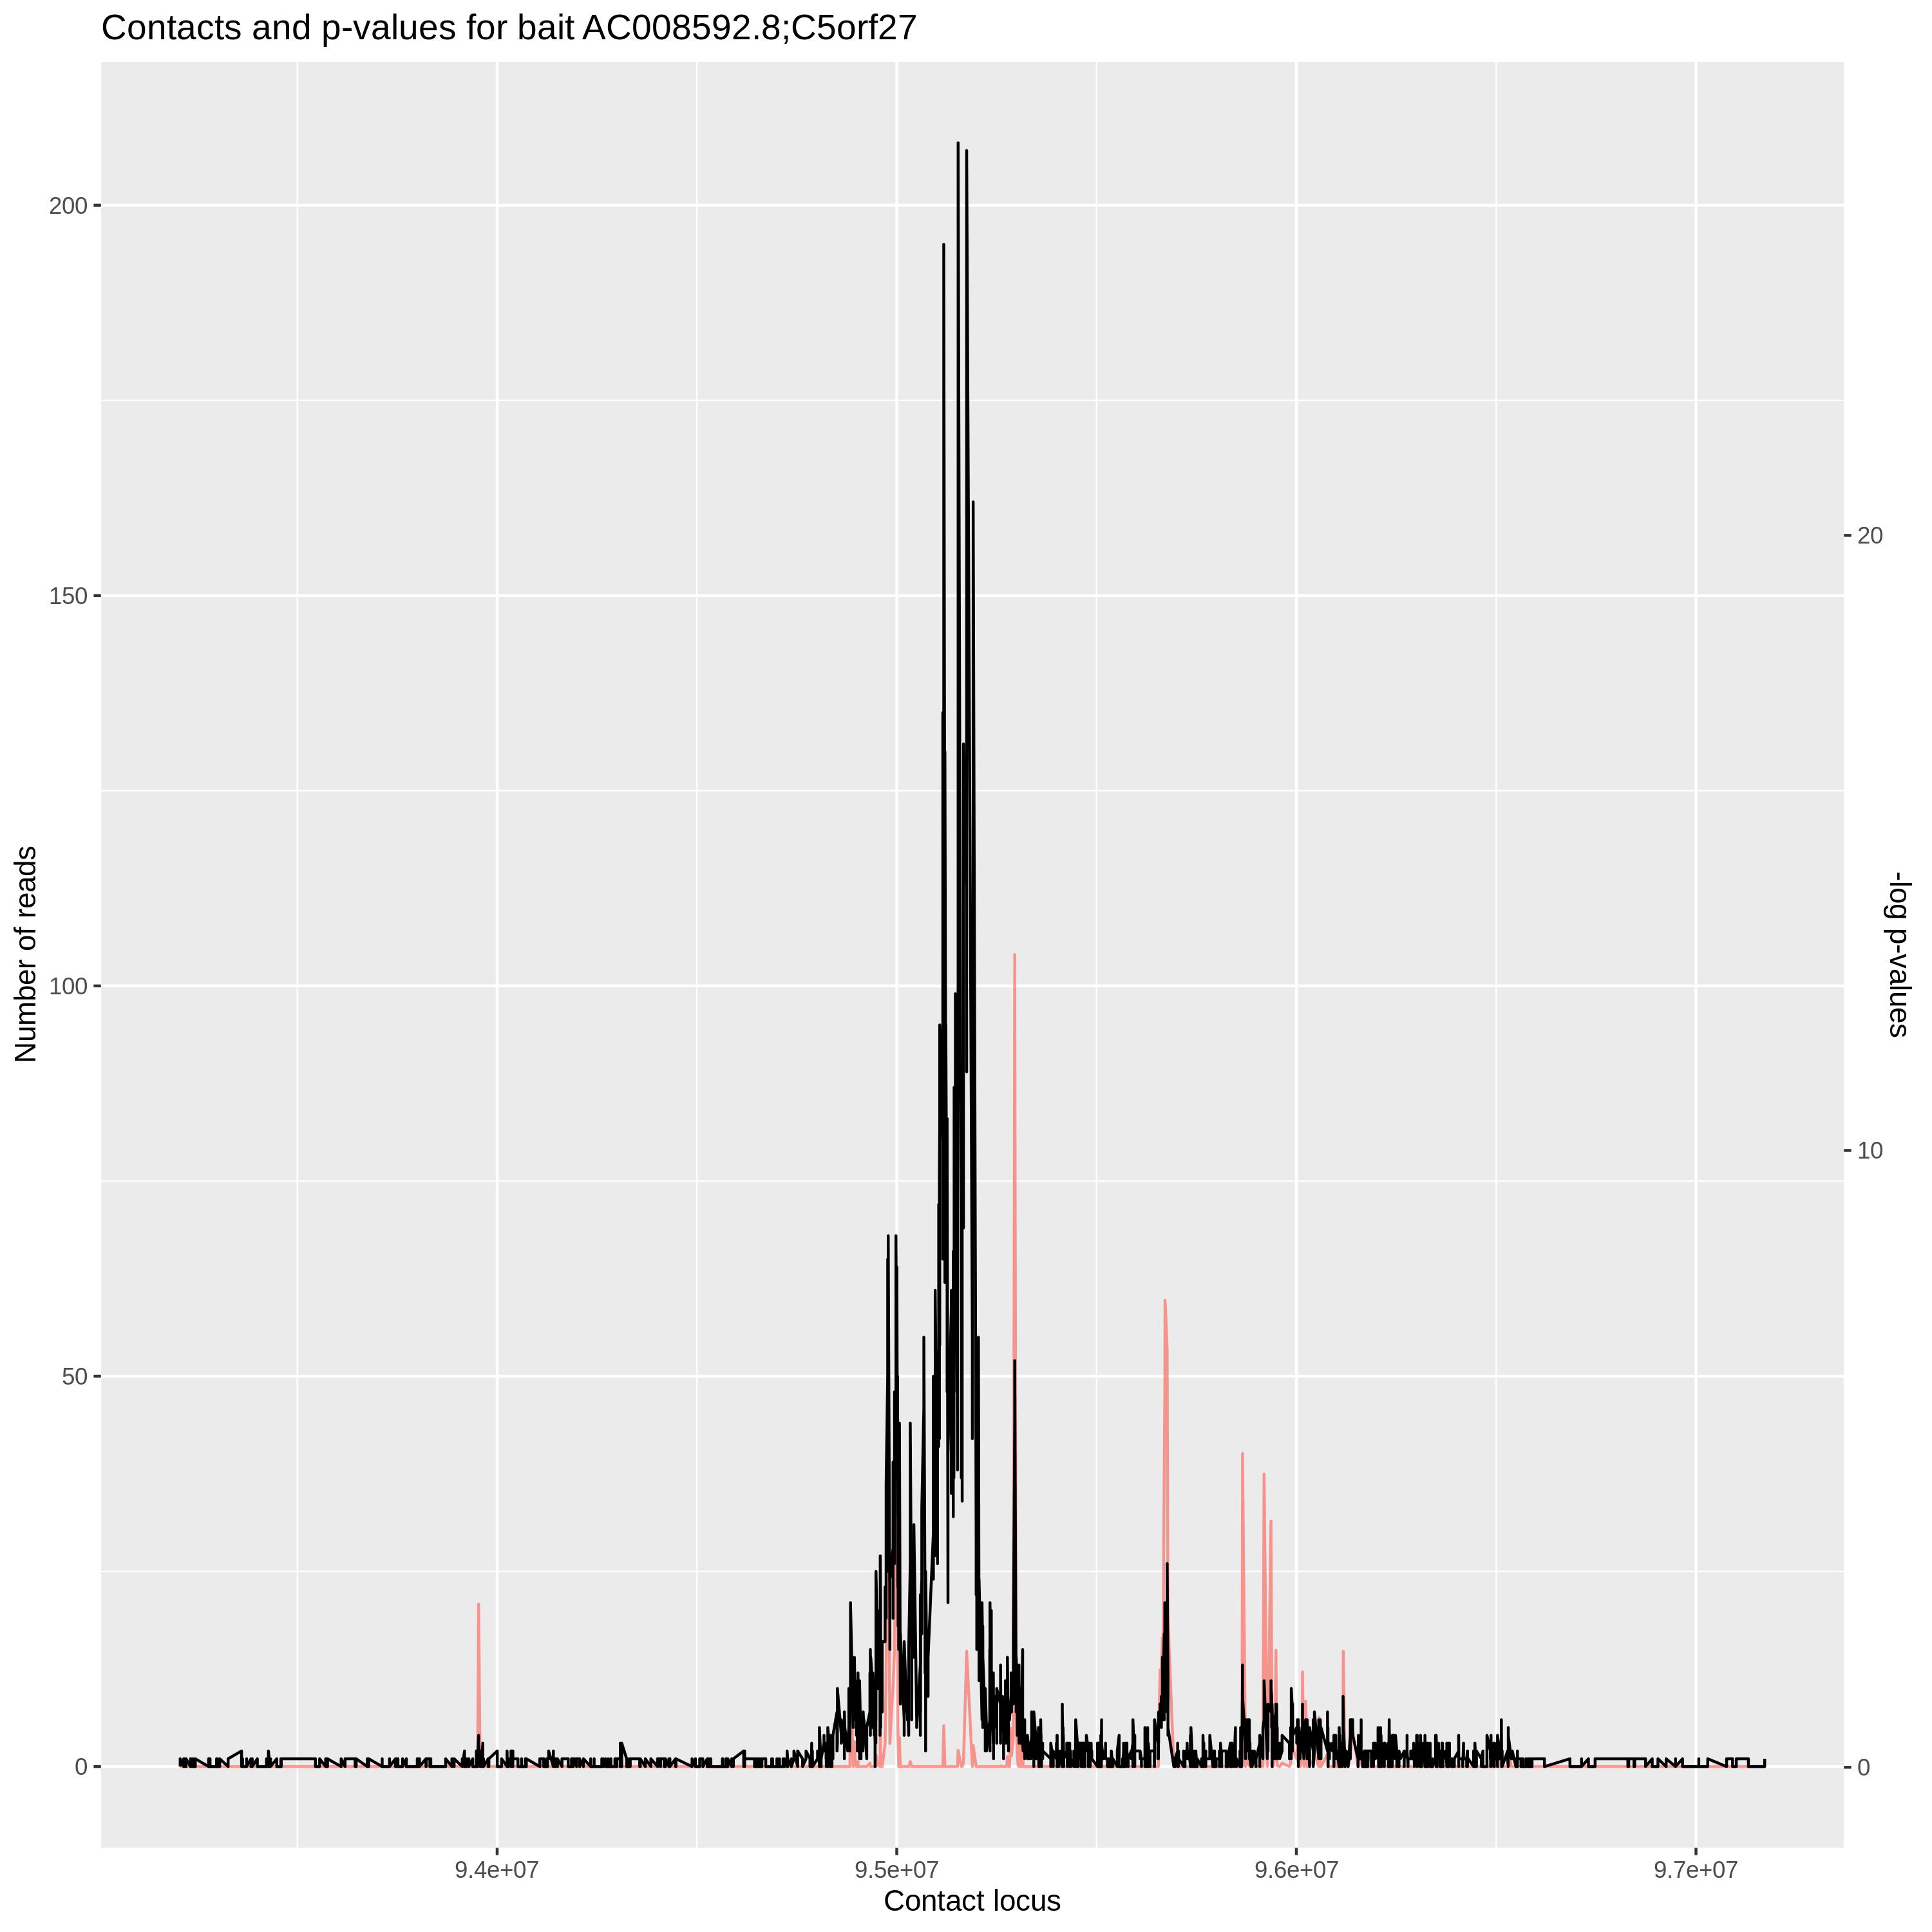 Contacts and p-values for bait AC008592.8;C5orf27
200
150
100
50
0
Number of reads
20
10
0
-log p-values
9.4e+07
9.5e+07
9.6e+07
9.7e+07
Contact locus